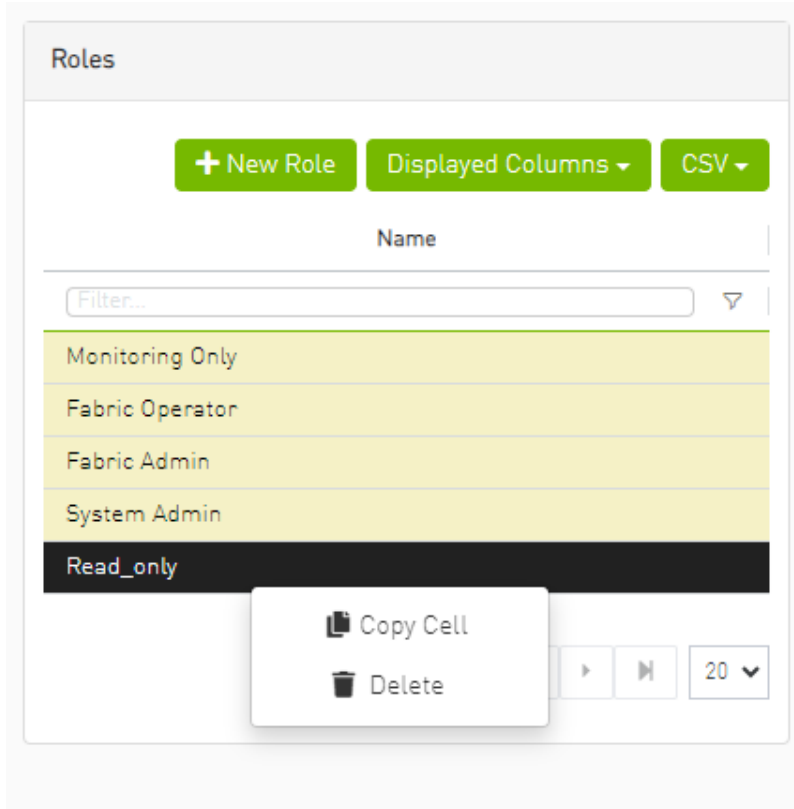 Roles
New Role
Displayed Columns
CSV
Name
Filter...
Monitoring Only
Fabric Operator
Fabric Admin
System Admin
Read_only
Copy Cell
Delete
20